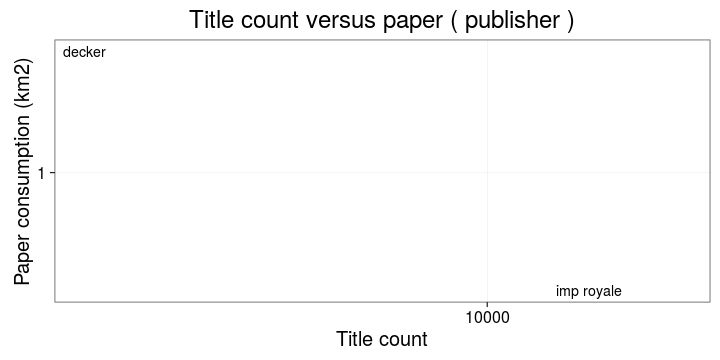 Title count versus paper ( publisher )
decker
Paper consumption (km2)
1
imp royale
10000
Title count